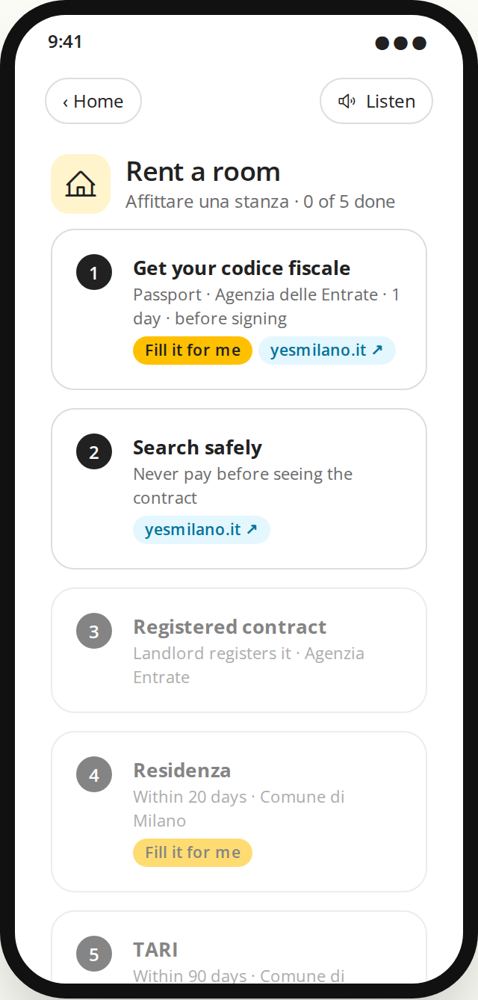 9:41
‹ Home
Listen
Rent a room
Affittare una stanza · 0 of 5 done
1
Get your codice fiscale
Passport · Agenzia delle Entrate · 1
day · before signing
Fill it for me
yesmilano.it ↗
2
Search safely
Never pay before seeing the
contract
yesmilano.it ↗
3
Registered contract
Landlord registers it · Agenzia
Entrate
4
Residenza
Within 20 days · Comune di
Milano
Fill it for me
5
TARI
Within 90 days · Comune di